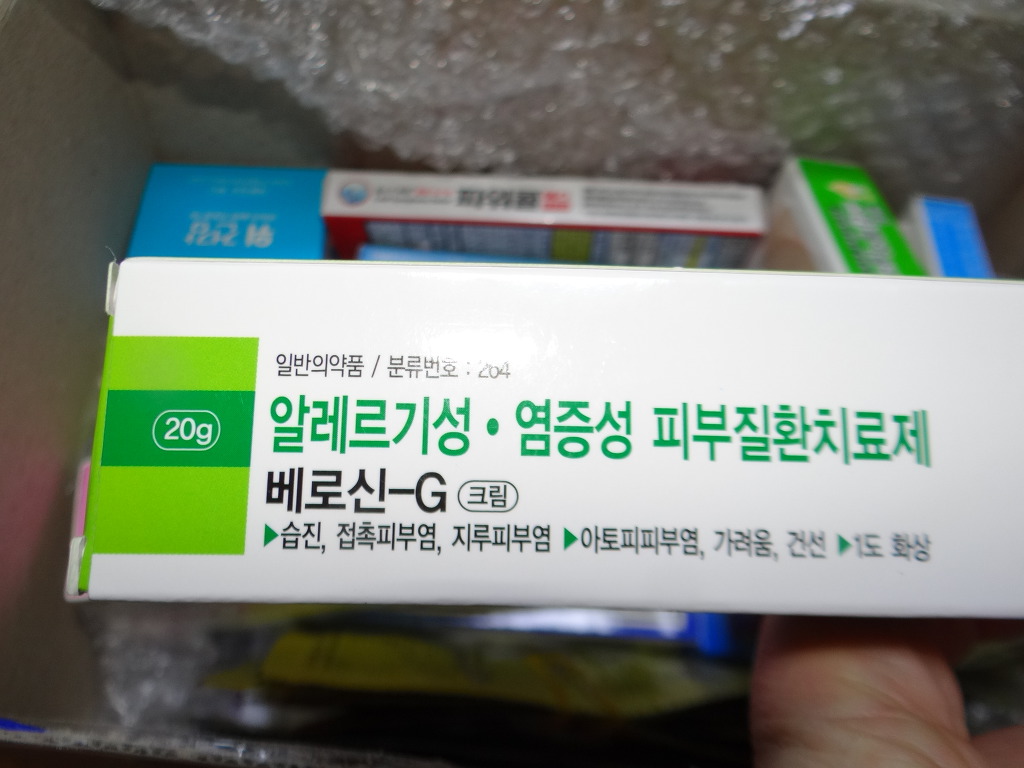 위 건강
일반의약품 / 분류번호 : 264
20g
알레르기성 • 염증성 피부질환치료제
베로신-G 크림
▶습진, 접촉피부염, 지루피부염 ▶아토피피부염, 가려움, 건선 ▶1도 화상